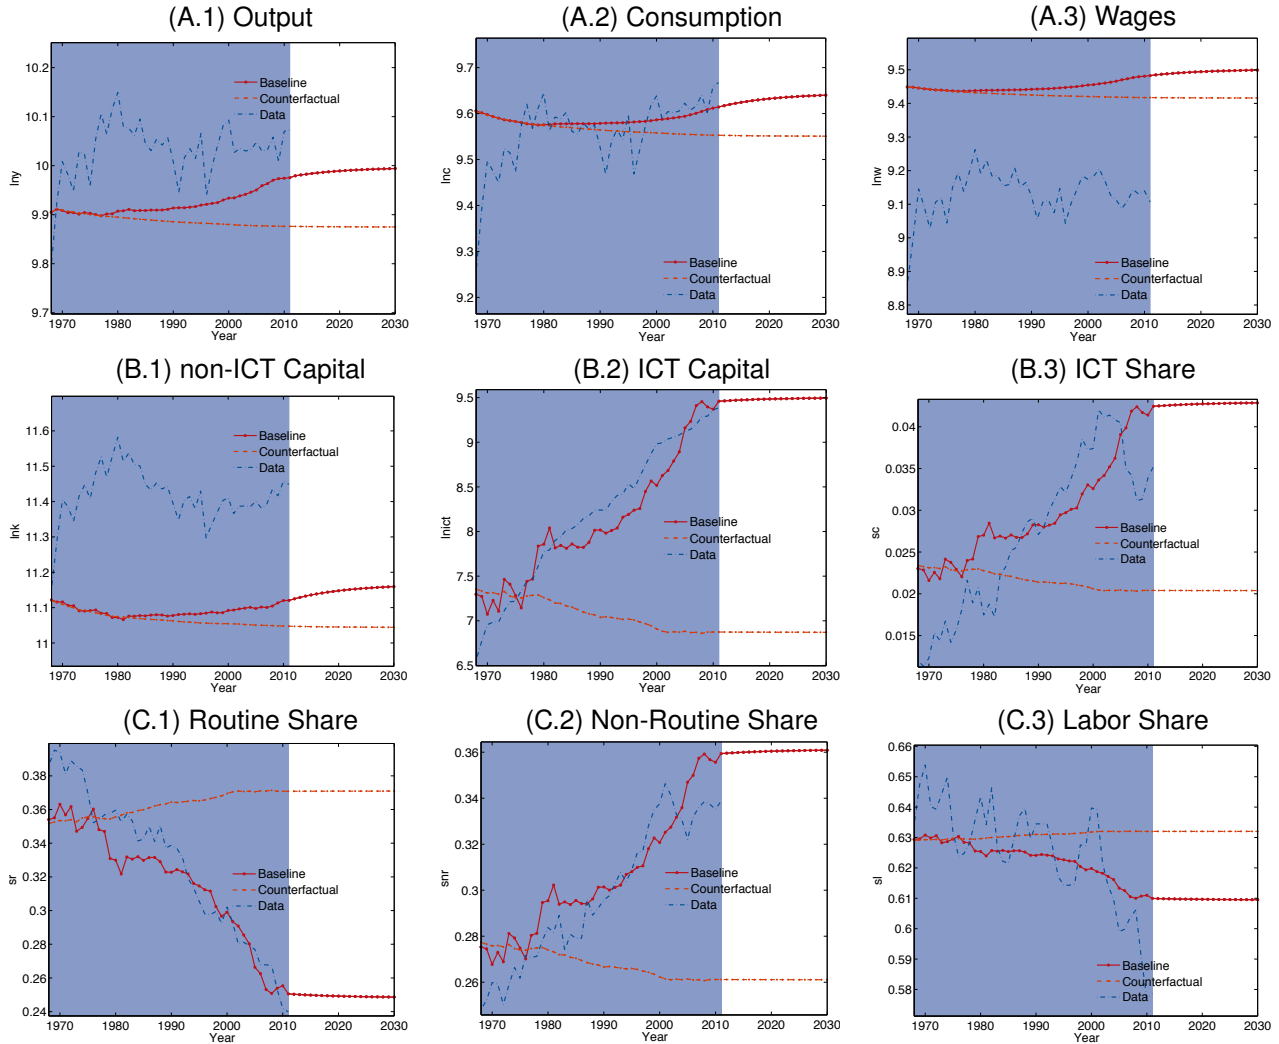 (A.1) Output
(A.2) Consumption
(A.3) Wages
10.2
10.1
10
9.9
9.8
9.7
lny
1970
1980
1990
2000
2010
2020
2030
Year
Baseline
Counterfactual
Data
9.7
9.6
9.5
9.4
9.3
9.2
lnc
1970
1980
1990
2000
2010
2020
2030
Year
Baseline
Counterfactual
Data
9.5
9.4
9.3
9.2
9.1
9
8.9
8.8
lnw
1970
1980
1990
2000
2010
2020
2030
Year
Baseline
Counterfactual
Data
(B.1) non-ICT Capital
(B.2) ICT Capital
(B.3) ICT Share
11.6
11.5
11.4
11.3
11.2
11.1
11
lnk
1970
1980
1990
2000
2010
2020
2030
Year
Baseline
Counterfactual
Data
9.5
9
8.5
8
7.5
7
6.5
lnict
1970
1980
1990
2000
2010
2020
2030
Year
Baseline
Counterfactual
Data
0.04
0.035
0.03
0.025
0.02
0.015
sc
1970
1980
1990
2000
2010
2020
2030
Year
Baseline
Counterfactual
Data
(C.1) Routine Share
(C.2) Non-Routine Share
(C.3) Labor Share
0.38
0.36
0.34
0.32
0.3
0.28
0.26
0.24
sr
1970
1980
1990
2000
2010
2020
2030
Year
Baseline
Counterfactual
Data
0.36
0.34
0.32
0.3
0.28
0.26
snr
1970
1980
1990
2000
2010
2020
2030
Year
Baseline
Counterfactual
Data
0.66
0.65
0.64
0.63
0.62
0.61
0.6
0.59
0.58
sl
1970
1980
1990
2000
2010
2020
2030
Year
Baseline
Counterfactual
Data